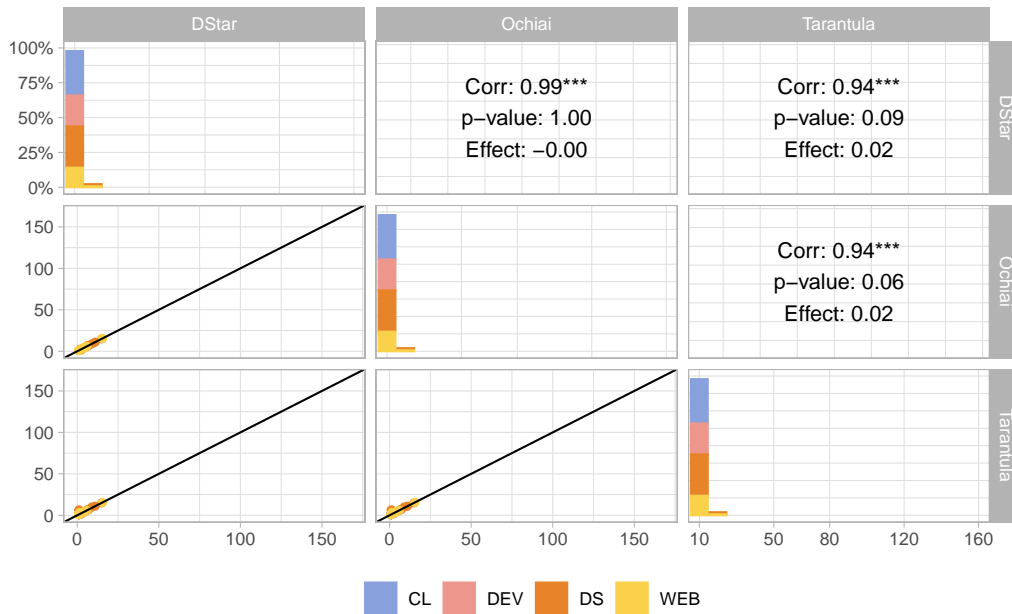 DStar
Ochiai
Tarantula
100%
75%
50%
25%
0%
Corr: 0.99***
p−value: 1.00
Effect: −0.00
Corr: 0.94***
p−value: 0.09
Effect: 0.02
DStar
150
100
50
0
Corr: 0.94***
p−value: 0.06
Effect: 0.02
Ochiai
150
100
50
0
Tarantula
0 50 100 150
0 50 100 150
10 50 80 120 160
CL DEV DS WEB